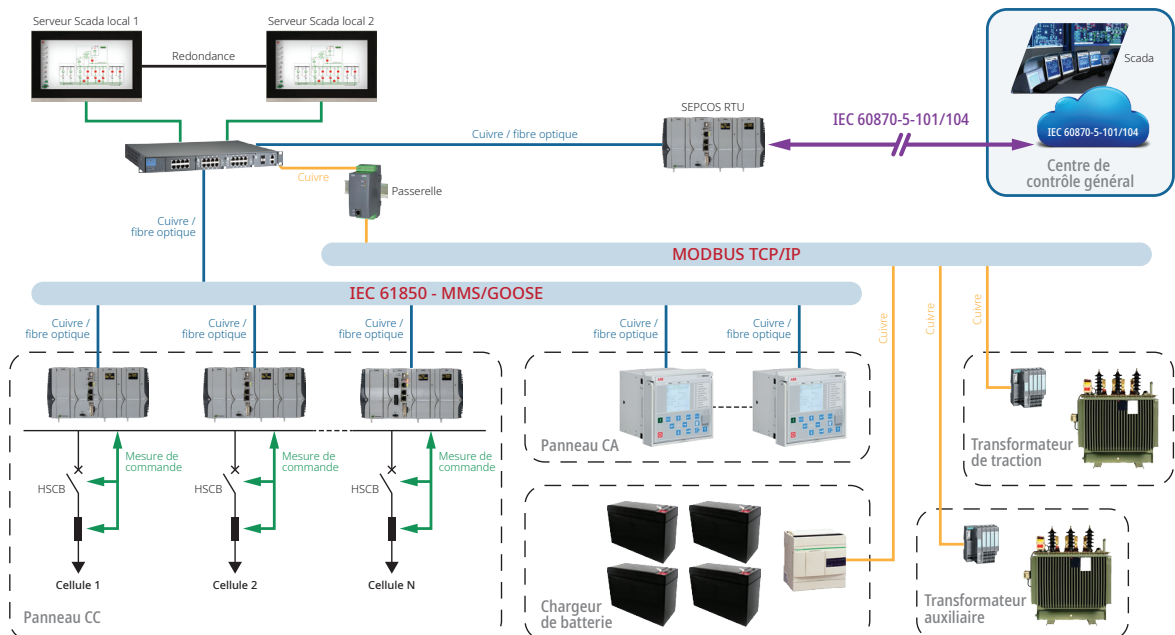 Serveur Scada local 1
Serveur Scada local 2
Redondance
Scada
SEPCOS RTU
IEC 60870-5-101/104
IEC 60870-5-101/104
Cuivre / fibre optique
Centre de
contrôle général
Cuivre
Passerelle
Cuivre /
fibre optique
MODBUS TCP/IP
IEC 61850 - MMS/GOOSE
Cuivre /
fibre optique
Cuivre /
fibre optique
Cuivre /
fibre optique
Cuivre /
fibre optique
Cuivre /
fibre optique
Cuivre
Cuivre
Cuivre
Panneau CA
Transformateur
de traction
Mesure de
commande
Mesure de
commande
Mesure de
commande
HSCB
HSCB
HSCB
Cellule 1
Cellule 2
Cellule N
Panneau CC
Chargeur
de batterie
Transformateur
auxiliaire